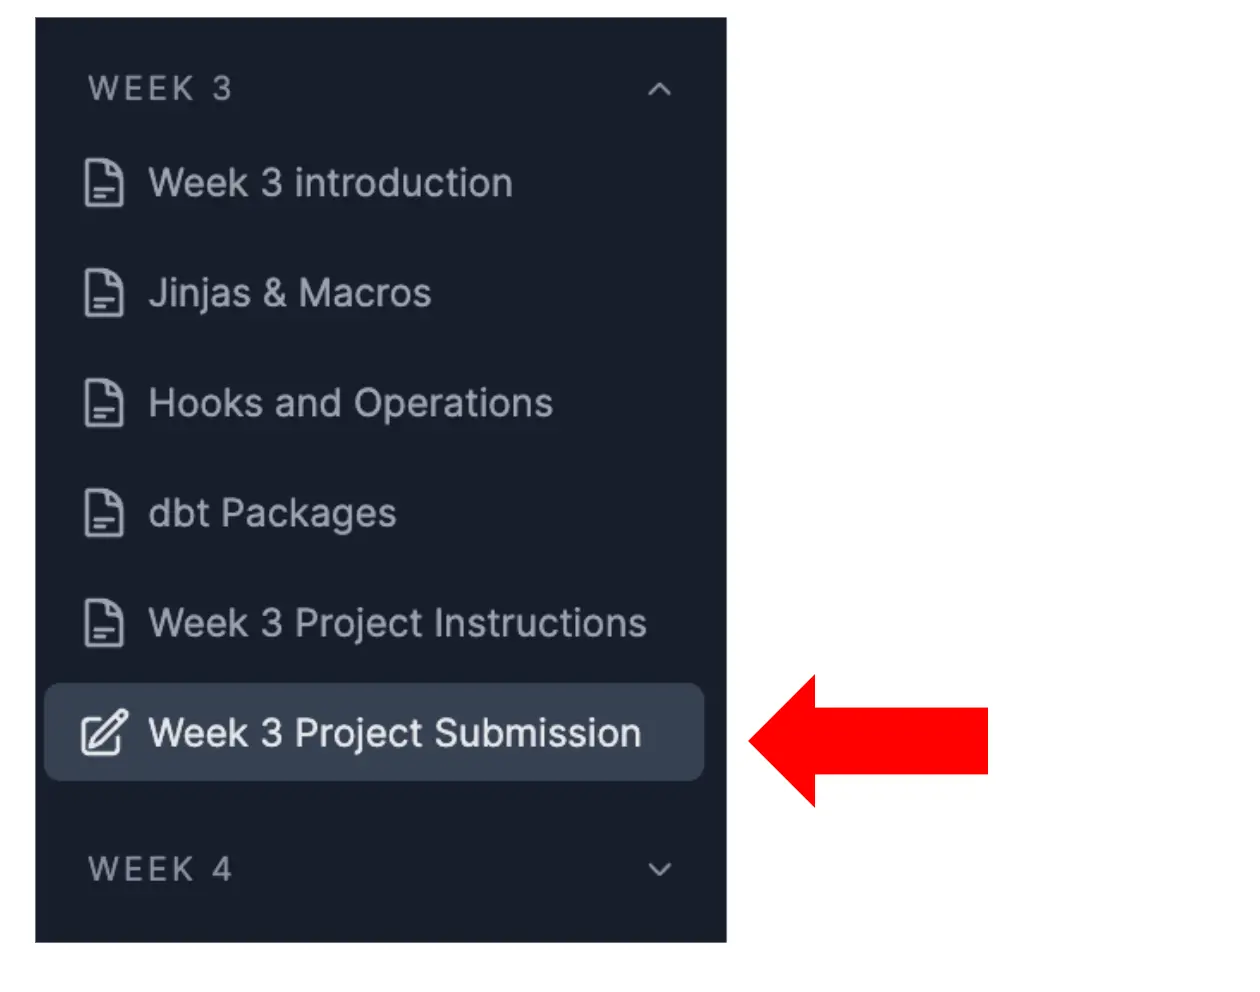 WEEK 3
Week 3 introduction
Jinjas & Macros
Hooks and Operations
dbt Packages
Week 3 Project Instructions
Week 3 Project Submission
WEEK 4